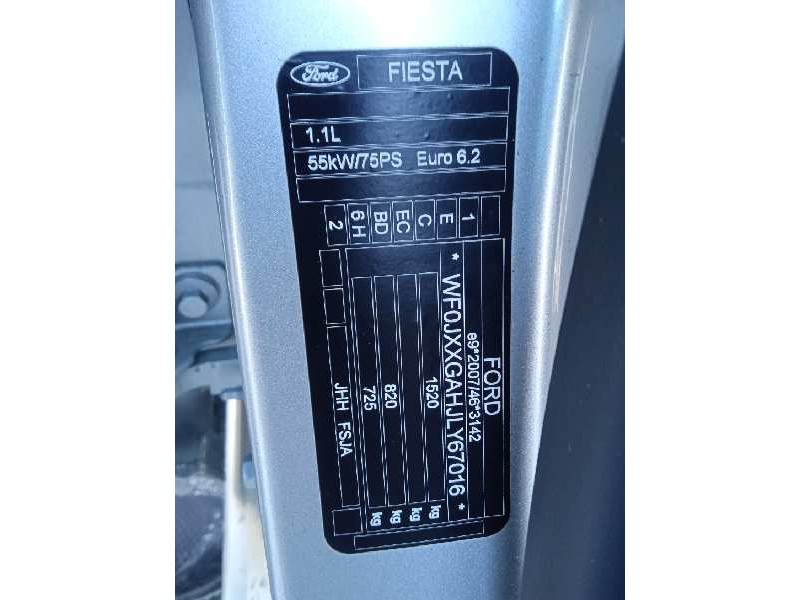 Ford
FIESTA
1.1L
55kW/75PS Euro 6.2
2 6H BD EC C E 1
FORD
e9*2007/46*3142
* WF0JXXGAHJLY67016 *
1520 kg
kg
820 kg
725 kg
JHH FSJA